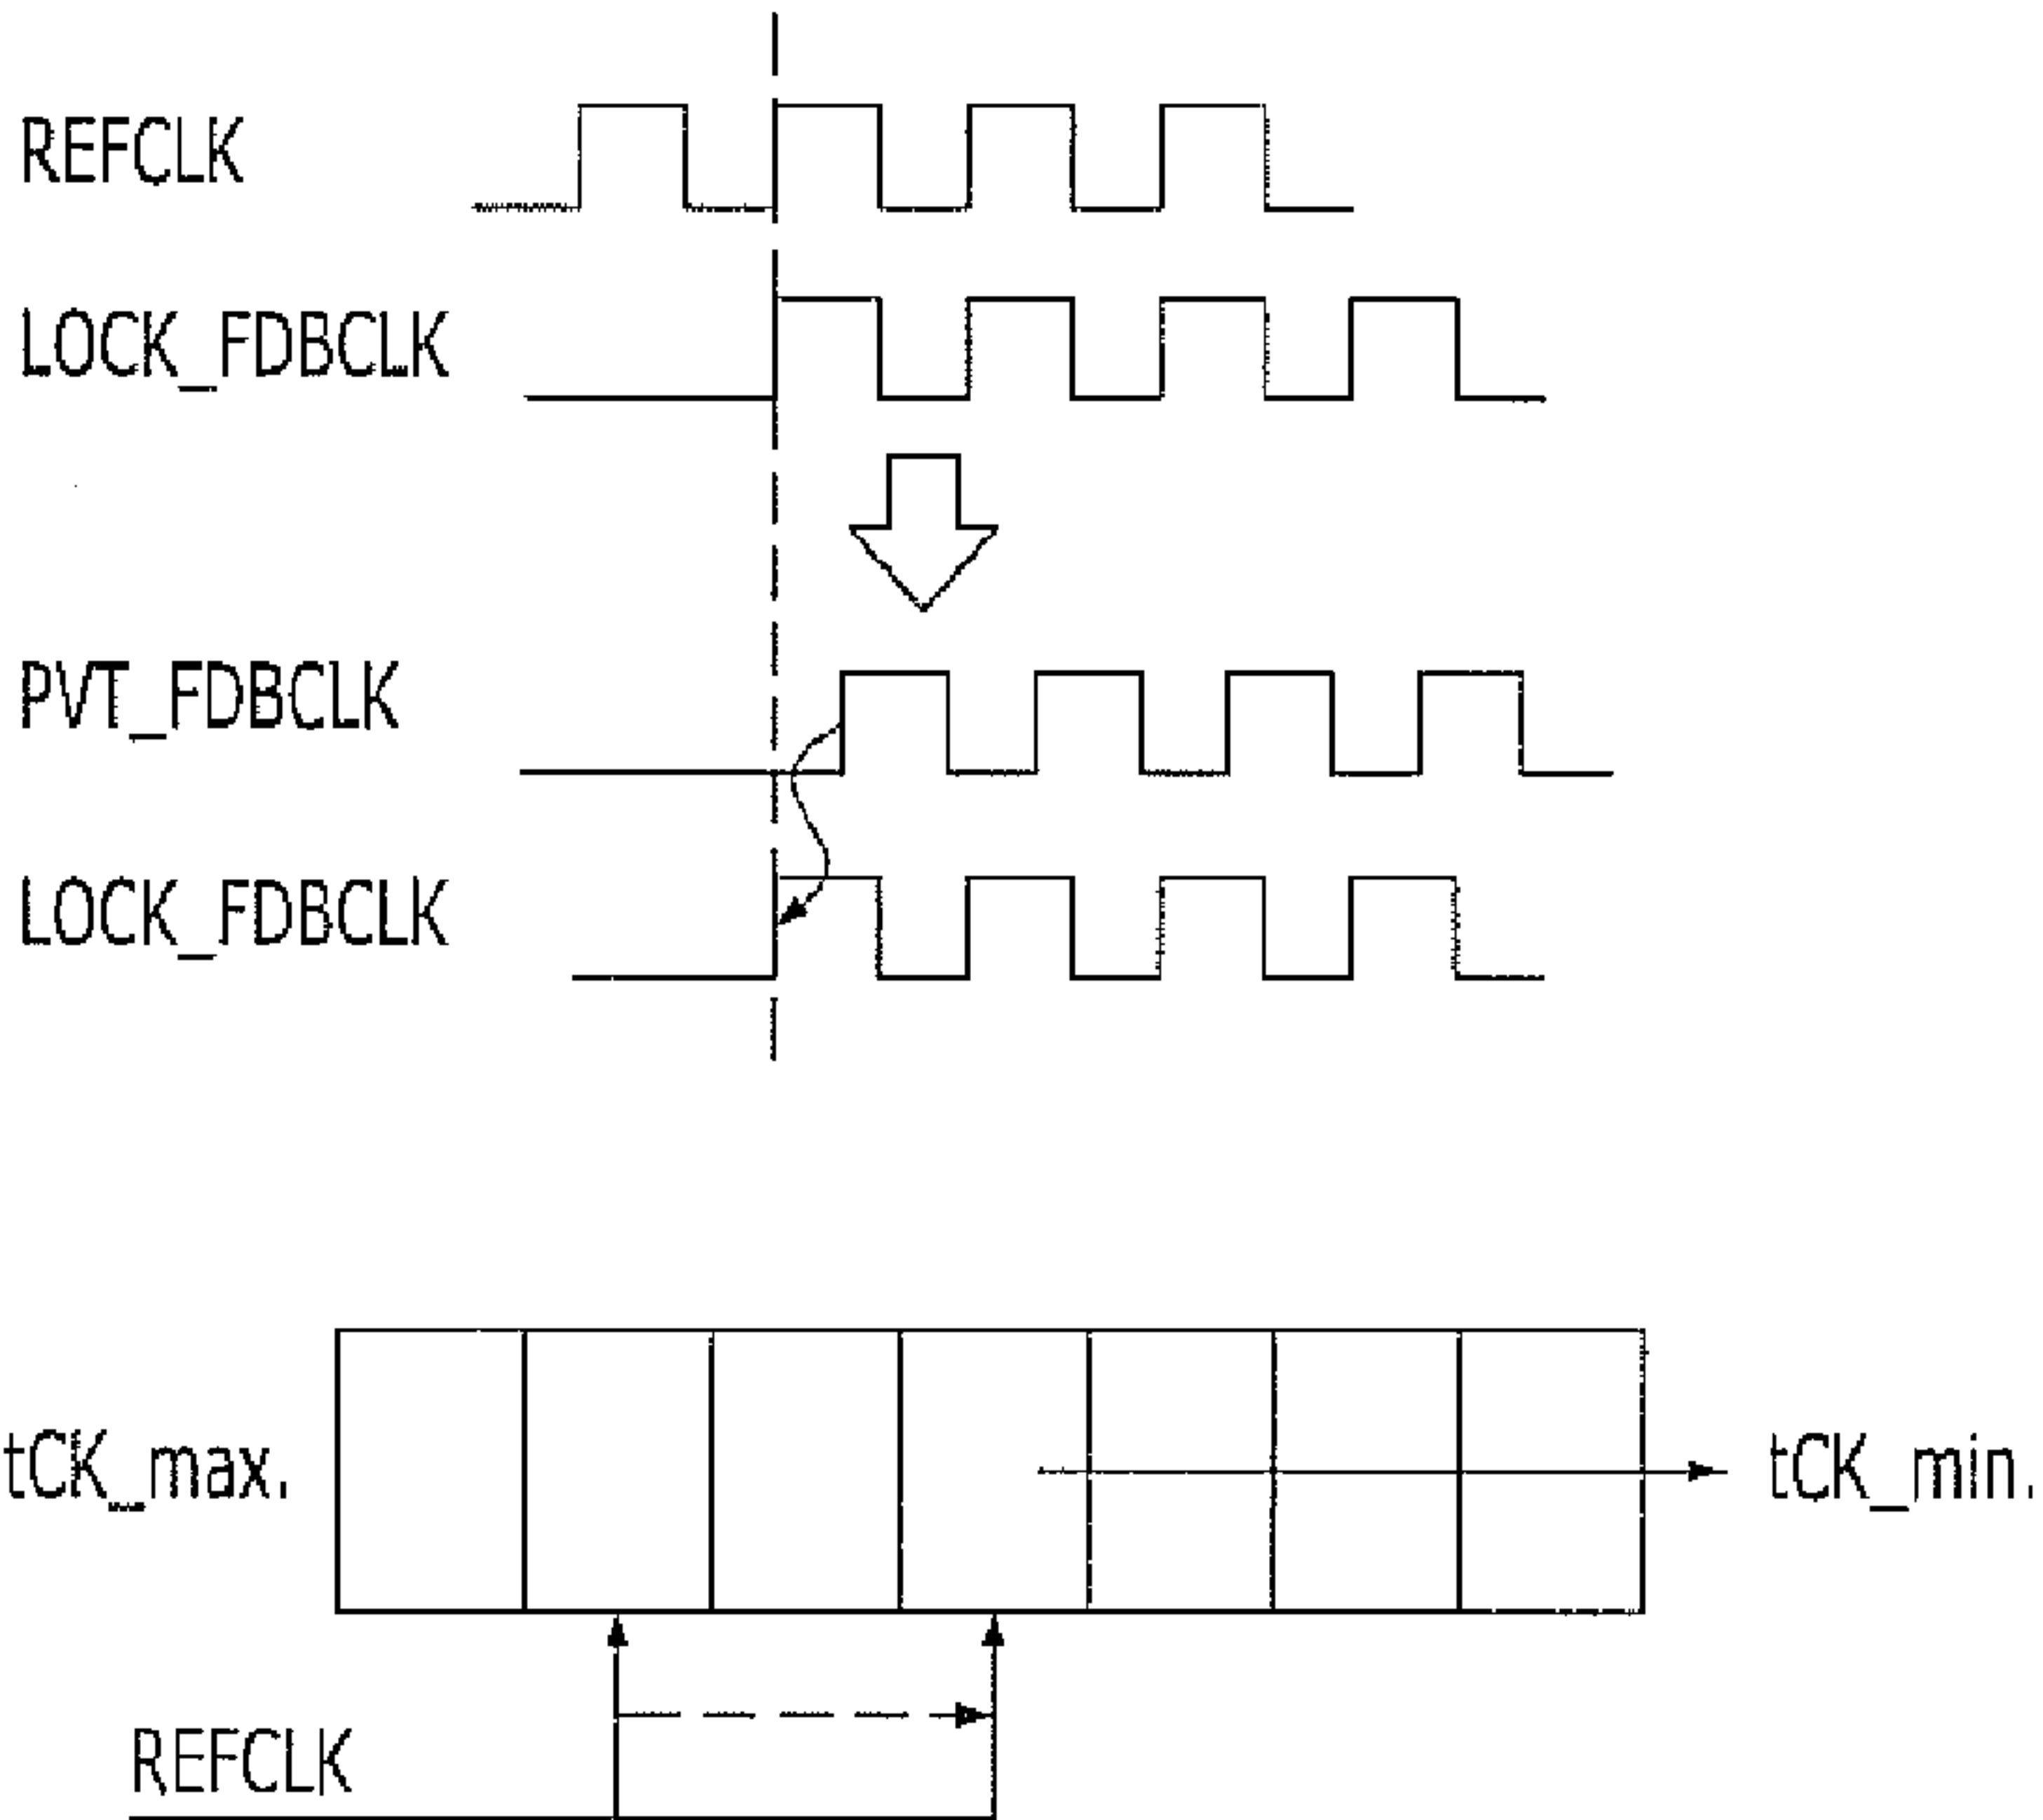 REFCLK
LOCK_FDBCLK
PVT_FDBCLK
LOCK_FDBCLK
tCK_max.
tCK_min.
REFCLK